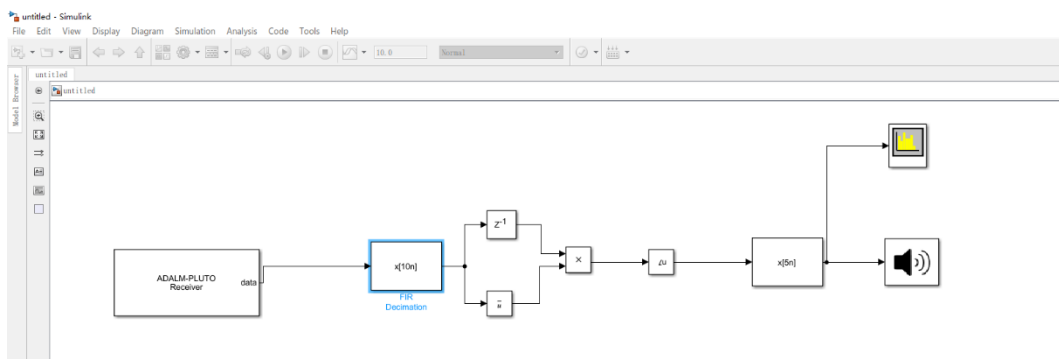 untitled - Simulink
File Edit View Display Diagram Simulation Analysis Code Tools Help
10.0 Normal
untitled
untitled
Model Browser
ADALM-PLUTO
Receiver
data
x[10n]
FIR
Decimation
Z-1
u
×
∠u
x[5n]